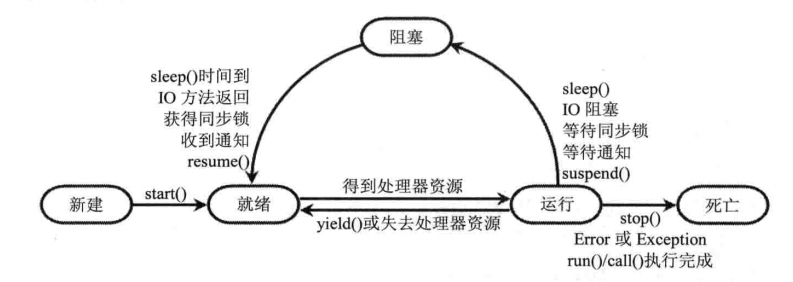 阻塞
sleep()时间到
IO 方法返回
获得同步锁
收到通知
resume()
sleep()
IO 阻塞
等待同步锁
等待通知
suspend()
新建
start()
就绪
得到处理器资源
yield()或失去处理器资源
运行
stop()
Error 或 Exception
run()/call()执行完成
死亡